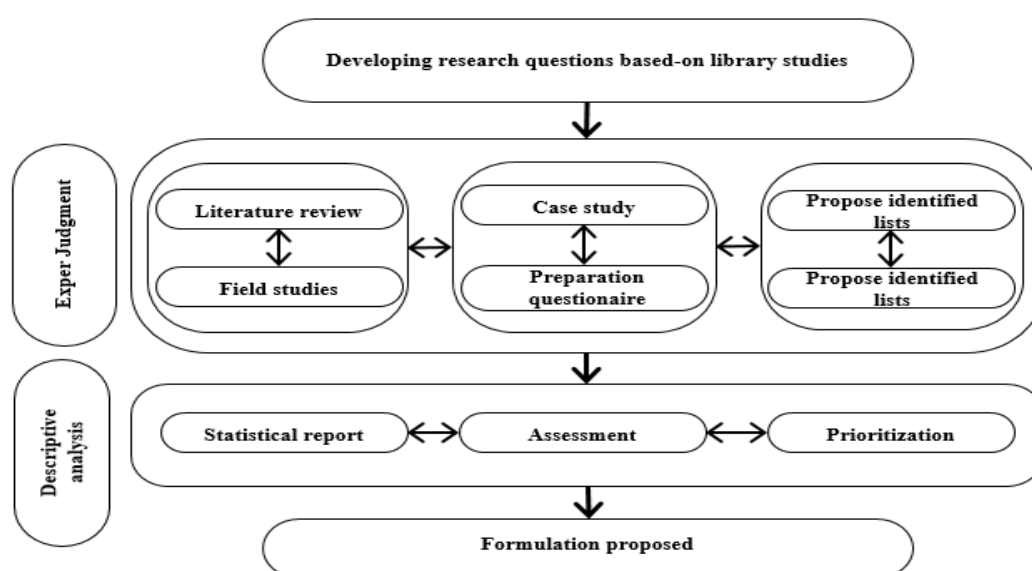 Developing research questions based-on library studies
Exper Judgment
Literature review
Field studies
Case study
Preparation
questionaire
Propose identified
lists
Propose identified
lists
Descriptive
analysis
Statistical report
Assessment
Prioritization
Formulation proposed